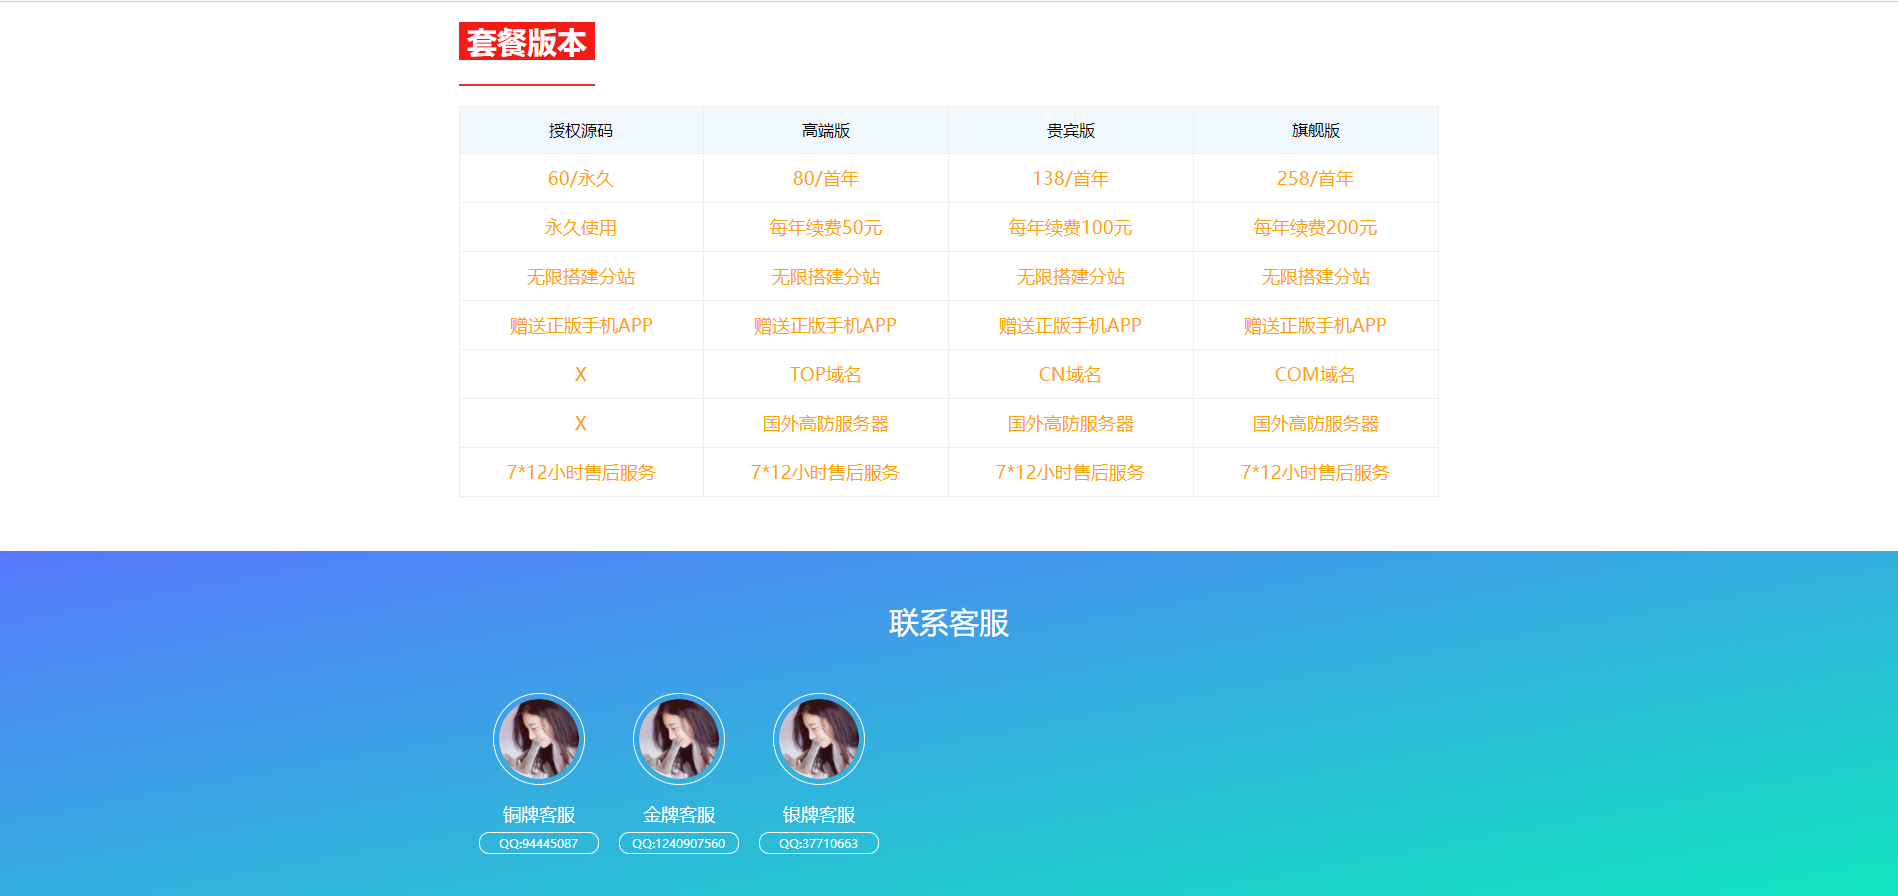 套餐版本
授权源码 高端版 贵宾版 旗舰版
60/永久 80/首年 138/首年 258/首年
永久使用 每年续费50元 每年续费100元 每年续费200元
无限搭建分站 无限搭建分站 无限搭建分站 无限搭建分站
赠送正版手机APP 赠送正版手机APP 赠送正版手机APP 赠送正版手机APP
X TOP域名 CN域名 COM域名
X 国外高防服务器 国外高防服务器 国外高防服务器
7*12小时售后服务 7*12小时售后服务 7*12小时售后服务 7*12小时售后服务
联系客服
铜牌客服 金牌客服 银牌客服
QQ:94445087 QQ:1240907560 QQ:37710663